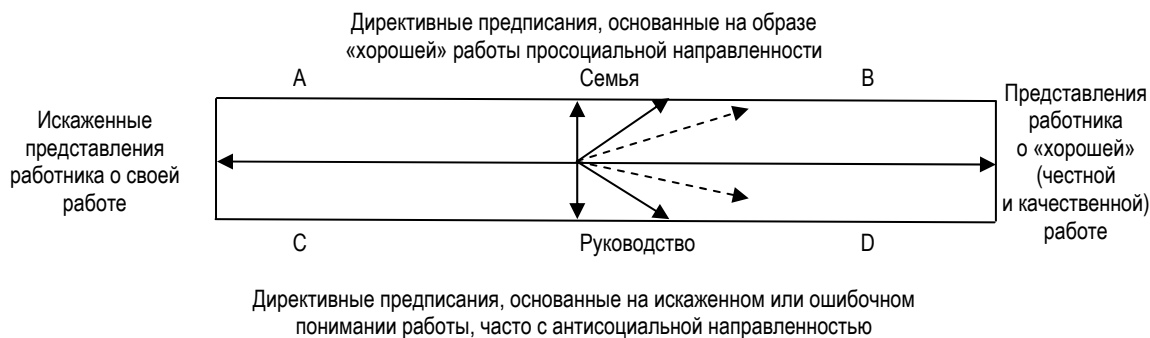 Директивные предписания, основанные на образе
«хорошей» работы просоциальной направленности
A
Семья
B
Искаженные
представления
работника о своей
работе
Представления
работника
о «хорошей»
(честной
и качественной)
работе
C
Руководство
D
Директивные предписания, основанные на искаженном или ошибочном
понимании работы, часто с антисоциальной направленностью